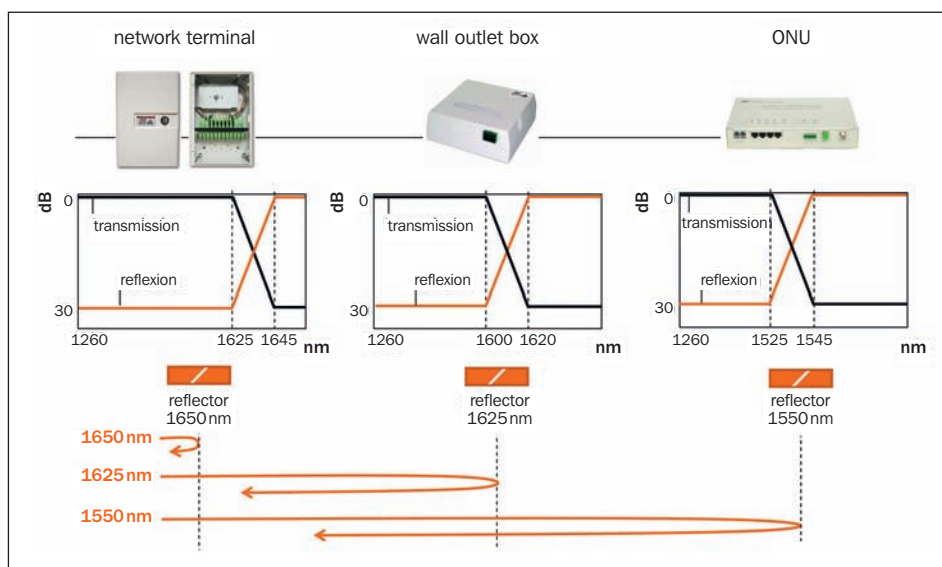 network terminal
wall outlet box
ONU
dB
0
transmission
reflexion
30
1260
1625
1645
nm
dB
0
transmission
reflexion
30
1260
1600
1620
nm
dB
0
transmission
reflexion
30
1260
1525
1545
nm
reflector
1650 nm
reflector
1625 nm
reflector
1550 nm
1650 nm
1625 nm
1550 nm